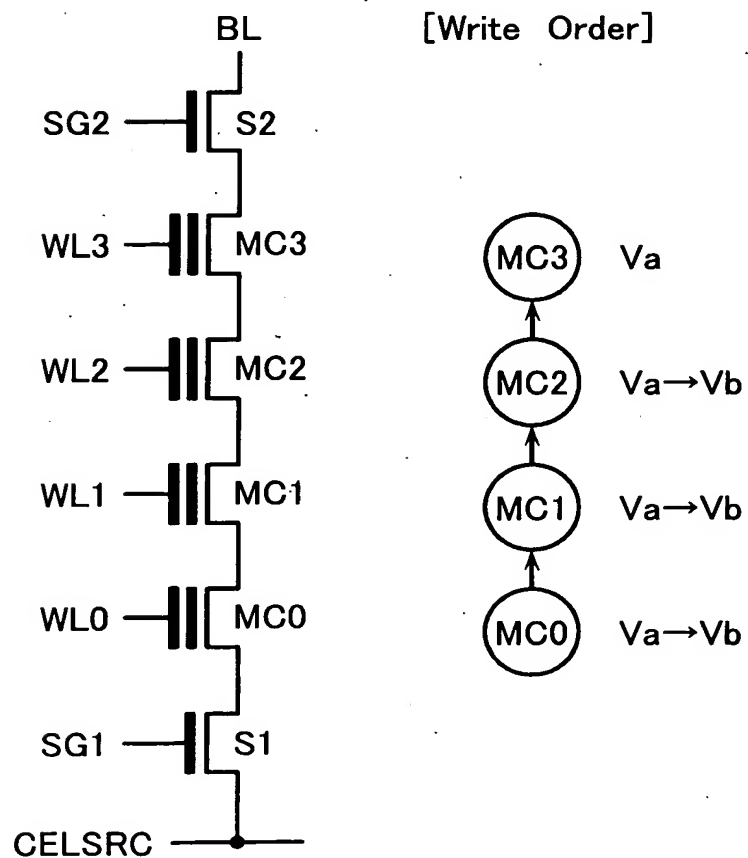 BL [Write Order]
SG2 S2
WL3 MC3 MC3 Va
WL2 MC2 MC2 Va→Vb
WL1 MC1 MC1 Va→Vb
WL0 MC0 MC0 Va→Vb
SG1 S1
CELSRC